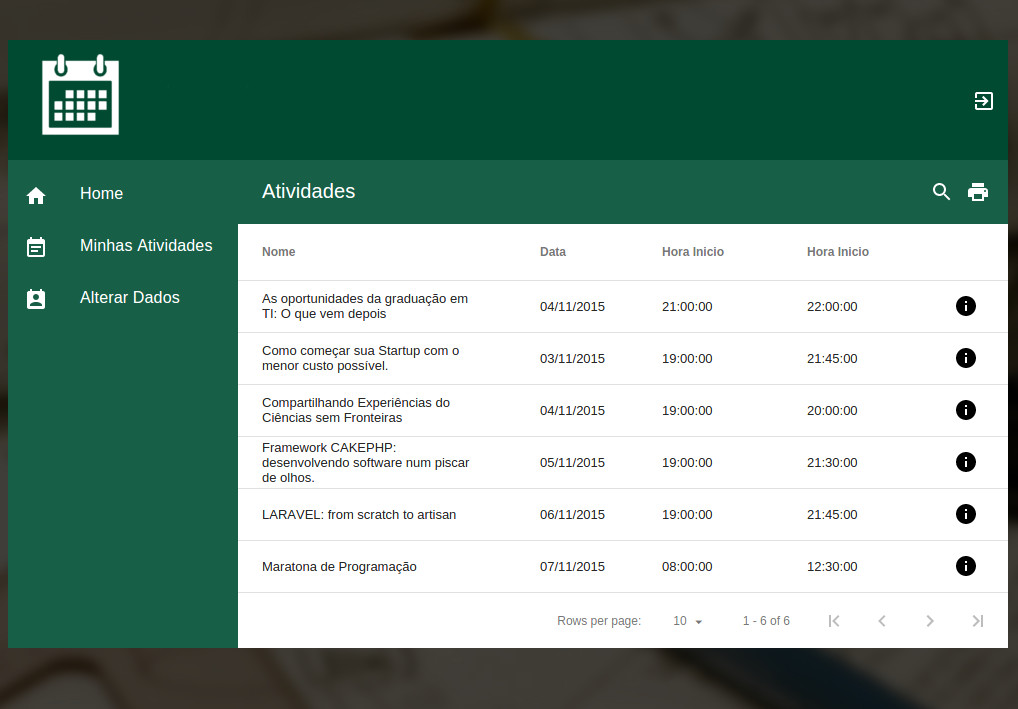 Home
Minhas Atividades
Alterar Dados
Atividades
Nome Data Hora Inicio Hora Inicio
As oportunidades da graduação em
TI: O que vem depois
04/11/2015 21:00:00 22:00:00
Como começar sua Startup com o
menor custo possível.
03/11/2015 19:00:00 21:45:00
Compartilhando Experiências do
Ciências sem Fronteiras
04/11/2015 19:00:00 20:00:00
Framework CAKEPHP:
desenvolvendo software num piscar
de olhos.
05/11/2015 19:00:00 21:30:00
LARAVEL: from scratch to artisan 06/11/2015 19:00:00 21:45:00
Maratona de Programação 07/11/2015 08:00:00 12:30:00
Rows per page: 10 1 - 6 of 6